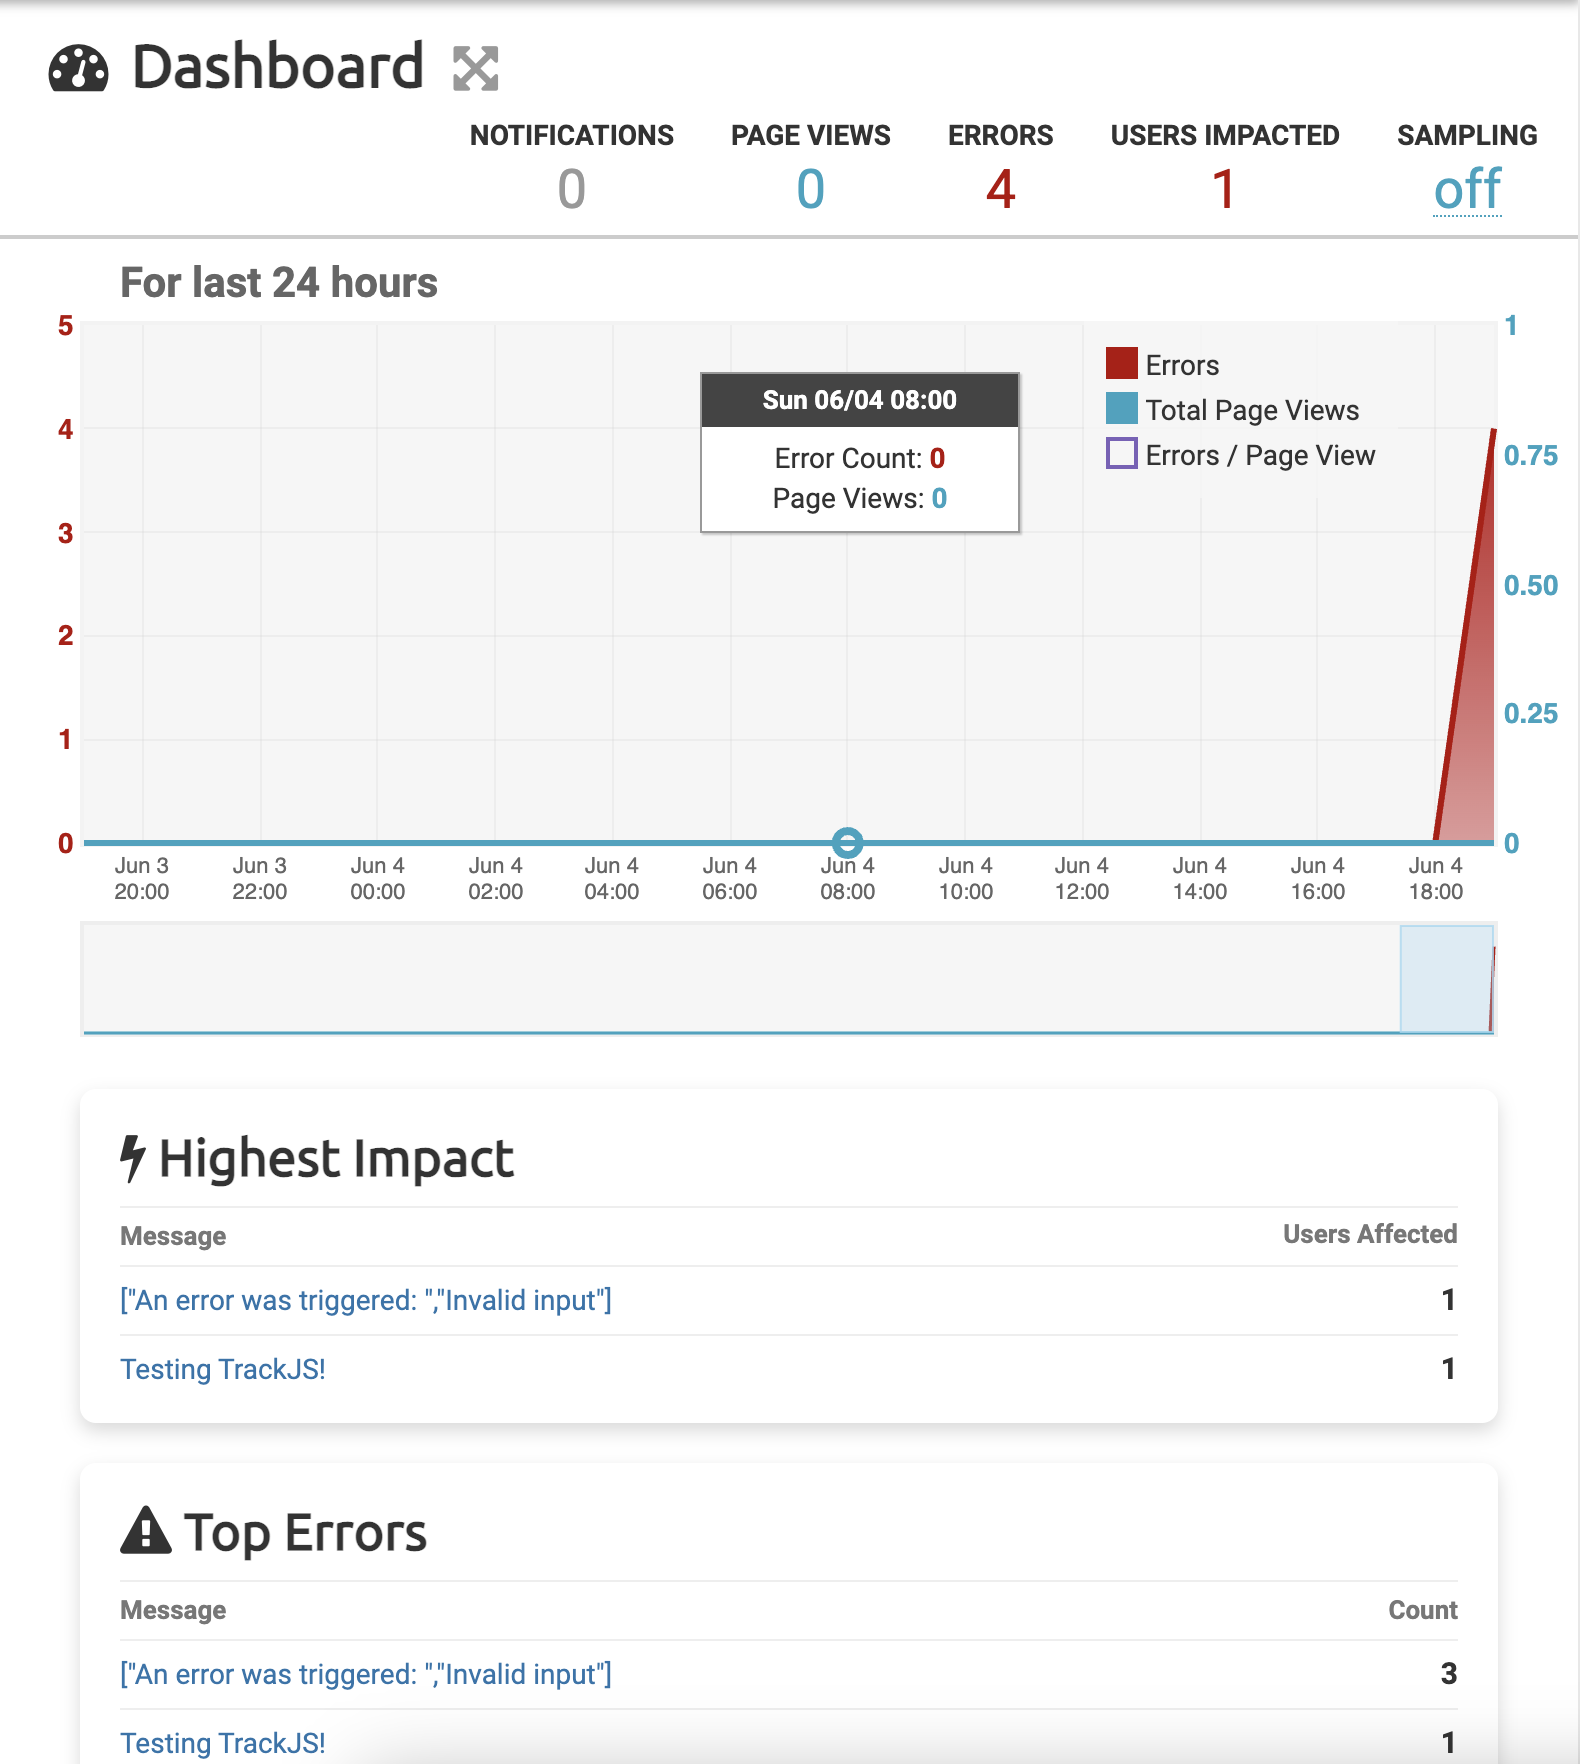 Dashboard
NOTIFICATIONS PAGE VIEWS ERRORS USERS IMPACTED SAMPLING
0 0 4 1 off
For last 24 hours
5 1
4 0.75
3 0.50
2 0.25
1
0 0
Errors
Total Page Views
Errors / Page View
Sun 06/04 08:00
Error Count: 0
Page Views: 0
Jun 3 Jun 3 Jun 4 Jun 4 Jun 4 Jun 4 Jun 4 Jun 4 Jun 4 Jun 4 Jun 4 Jun 4
20:00 22:00 00:00 02:00 04:00 06:00 08:00 10:00 12:00 14:00 16:00 18:00
Highest Impact
Message Users Affected
["An error was triggered: ","Invalid input"] 1
Testing TrackJS! 1
Top Errors
Message Count
["An error was triggered: ","Invalid input"] 3
Testing TrackJS! 1